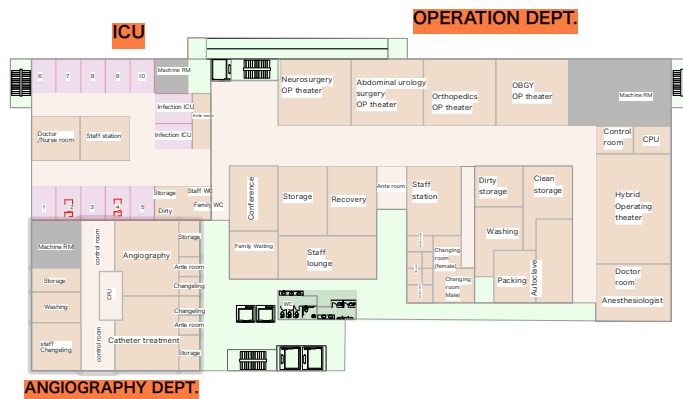 OPERATION DEPT.
ICU
6
7
8
9
10
Machine RM
Neurosurgery
OP theater
Abdominal urology
surgery
OP theater
Orthopedics
OP theater
OBGY
OP theater
Machine RM
Infection ICU
Ante room
Infection ICU
Doctor
/Nurse room
Staff station
Control
room
CPU
1
2
3
4
5
Storage
Staff WC
Family WC
Dirty
Conference
Storage
Recovery
Ante room
Staff
station
Dirty
storage
Clean
storage
Hybrid
Operating
theater
Washing
Family Waiting
Staff
lounge
Changing
room
(female)
Changing
room
Male)
Packing
Autoclave
Doctor
room
Anesthesiologist
WC
Machine RM
control room
Angiography
Storage
Ante room
Storage
CPU
Changeling
Washing
Changeling
Ante room
staff
Changeling
control room
Catheter treatment
Storage
ANGIOGRAPHY DEPT.